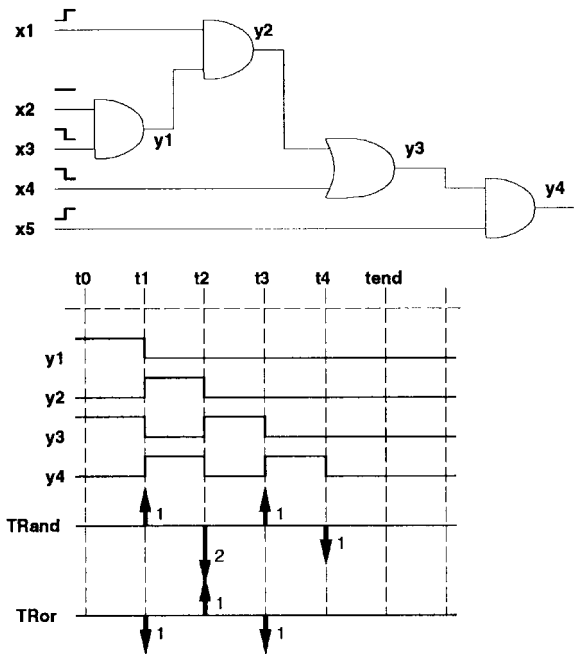 x1
y2
x2
x3
y1
x4
y3
x5
y4
t0 t1 t2 t3 t4 tend
y1
y2
y3
y4
TRand 1 1 1
2
1
TRor 1 1